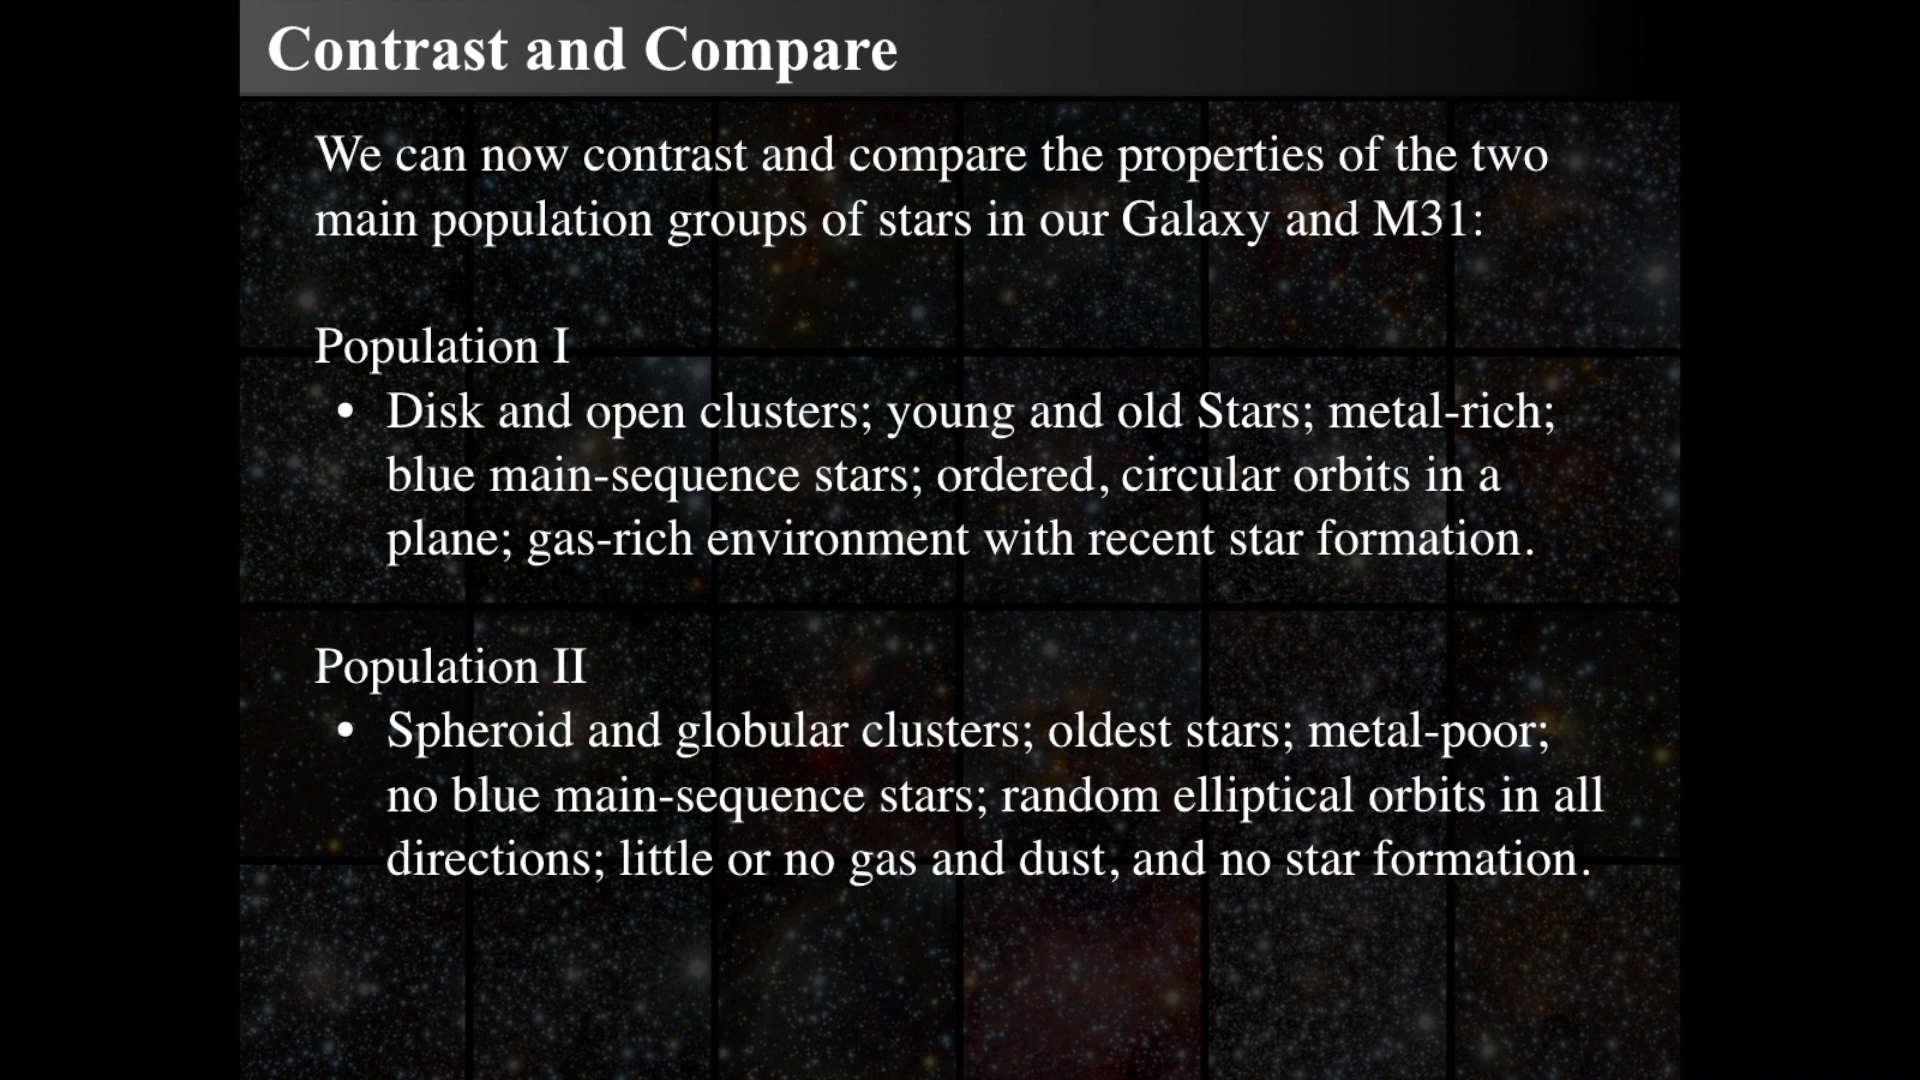 Contrast and Compare
We can now contrast and compare the properties of the two
main population groups of stars in our Galaxy and M31:
Population I
• Disk and open clusters; young and old Stars; metal-rich;
blue main-sequence stars; ordered, circular orbits in a
plane; gas-rich environment with recent star formation.
Population II
• Spheroid and globular clusters; oldest stars; metal-poor;
no blue main-sequence stars; random elliptical orbits in all
directions; little or no gas and dust, and no star formation.